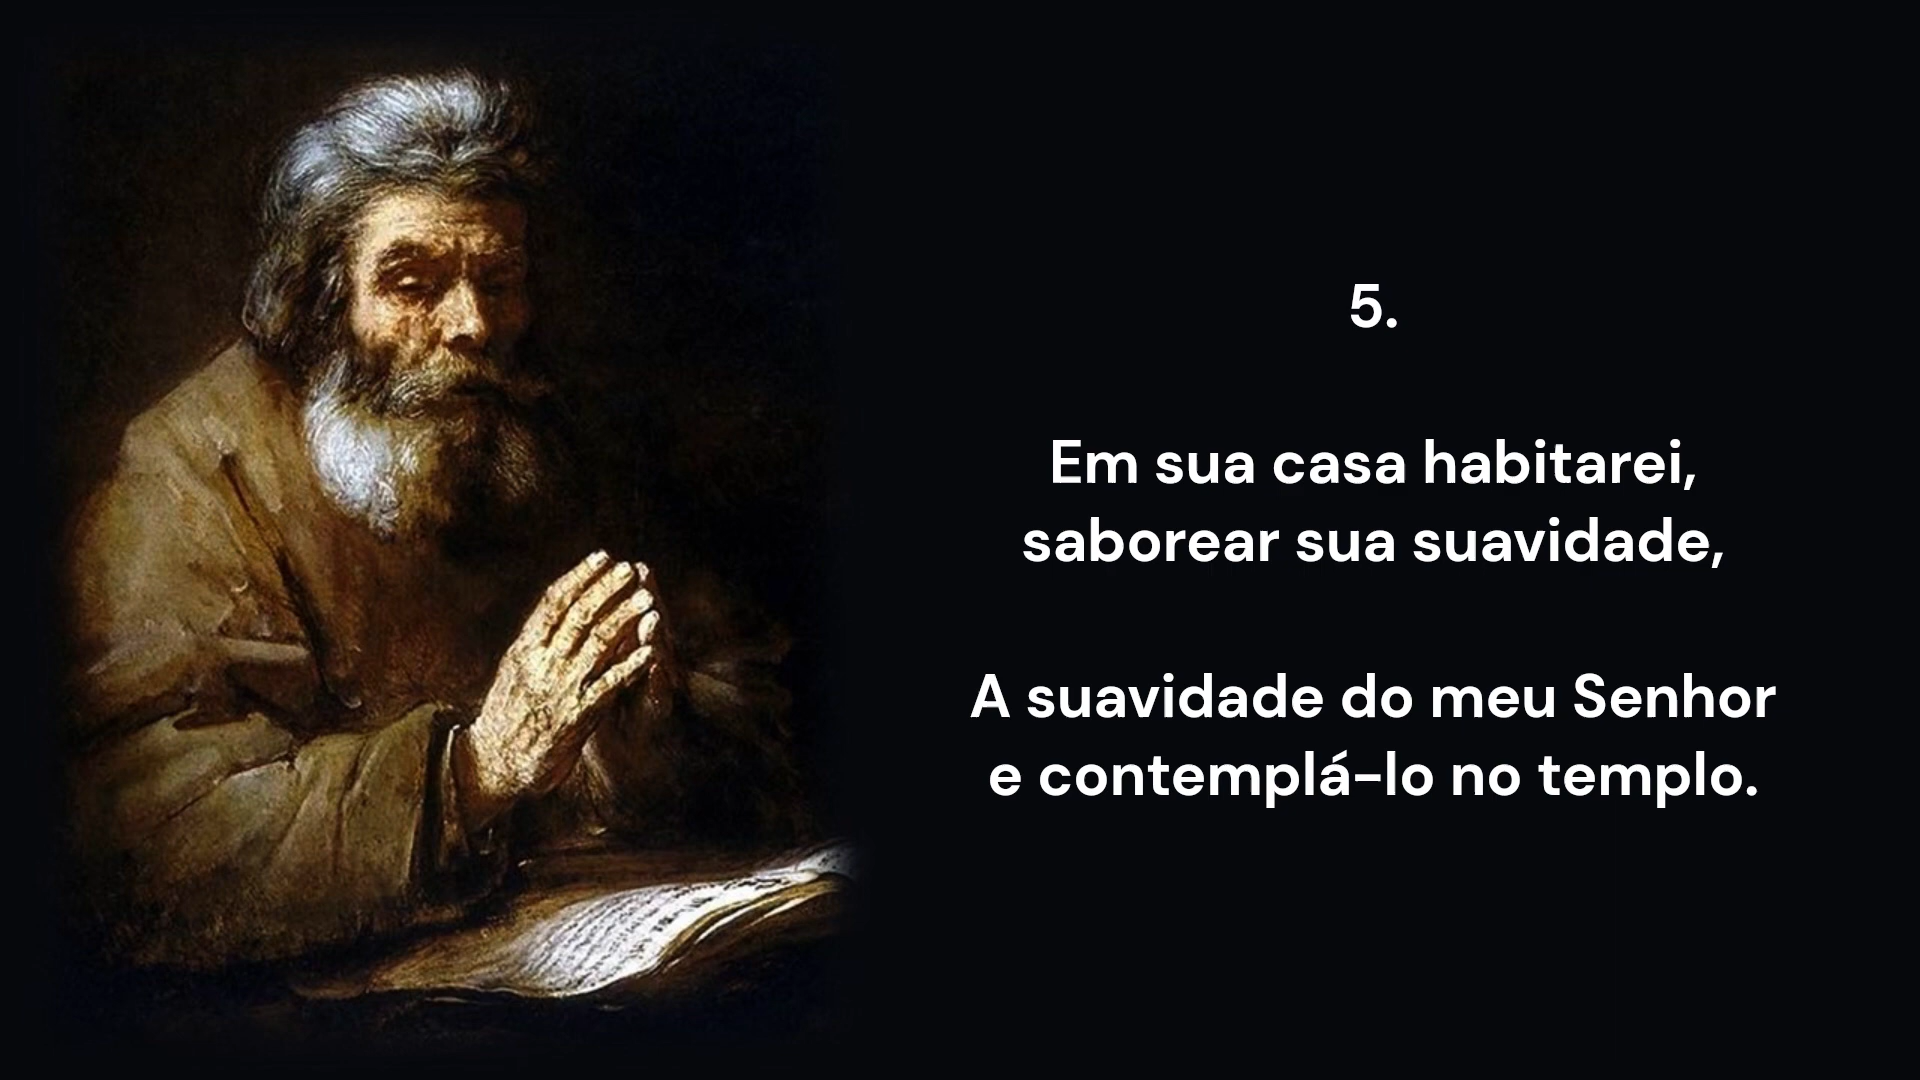 5.
Em sua casa habitarei,
saborear sua suavidade,
A suavidade do meu Senhor
e contemplá-lo no templo.